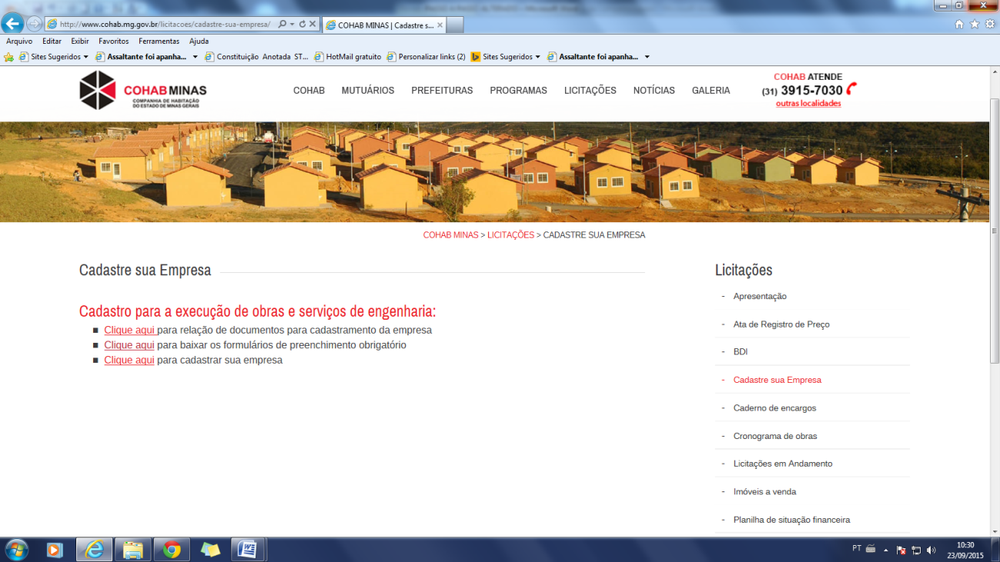 http://www.cohab.mg.gov.br/licitacoes/cadastre-sua-empresa/
COHAB MINAS | Cadastre s...
Arquivo Editar Exibir Favoritos Ferramentas Ajuda
Sites Sugeridos Assaltante foi apanha... Constituição Anotada ST... HotMail gratuito Personalizar links (2) Sites Sugeridos Assaltante foi apanha...
COHAB MINAS
COMPANHIA DE HABITAÇÃO
DO ESTADO DE MINAS GERAIS
COHAB MUTUÁRIOS PREFEITURAS PROGRAMAS LICITAÇÕES NOTÍCIAS GALERIA
COHAB ATENDE
(31) 3915-7030
outras localidades
COHAB MINAS > LICITAÇÕES > CADASTRE SUA EMPRESA
Cadastre sua Empresa
Cadastro para a execução de obras e serviços de engenharia:
Clique aqui para relação de documentos para cadastramento da empresa
Clique aqui para baixar os formulários de preenchimento obrigatório
Clique aqui para cadastrar sua empresa
Licitações
- Apresentação
- Ata de Registro de Preço
- BDI
- Cadastre sua Empresa
- Caderno de encargos
- Cronograma de obras
- Licitações em Andamento
- Imóveis a venda
- Planilha de situação financeira
PT
10:30
23/09/2015